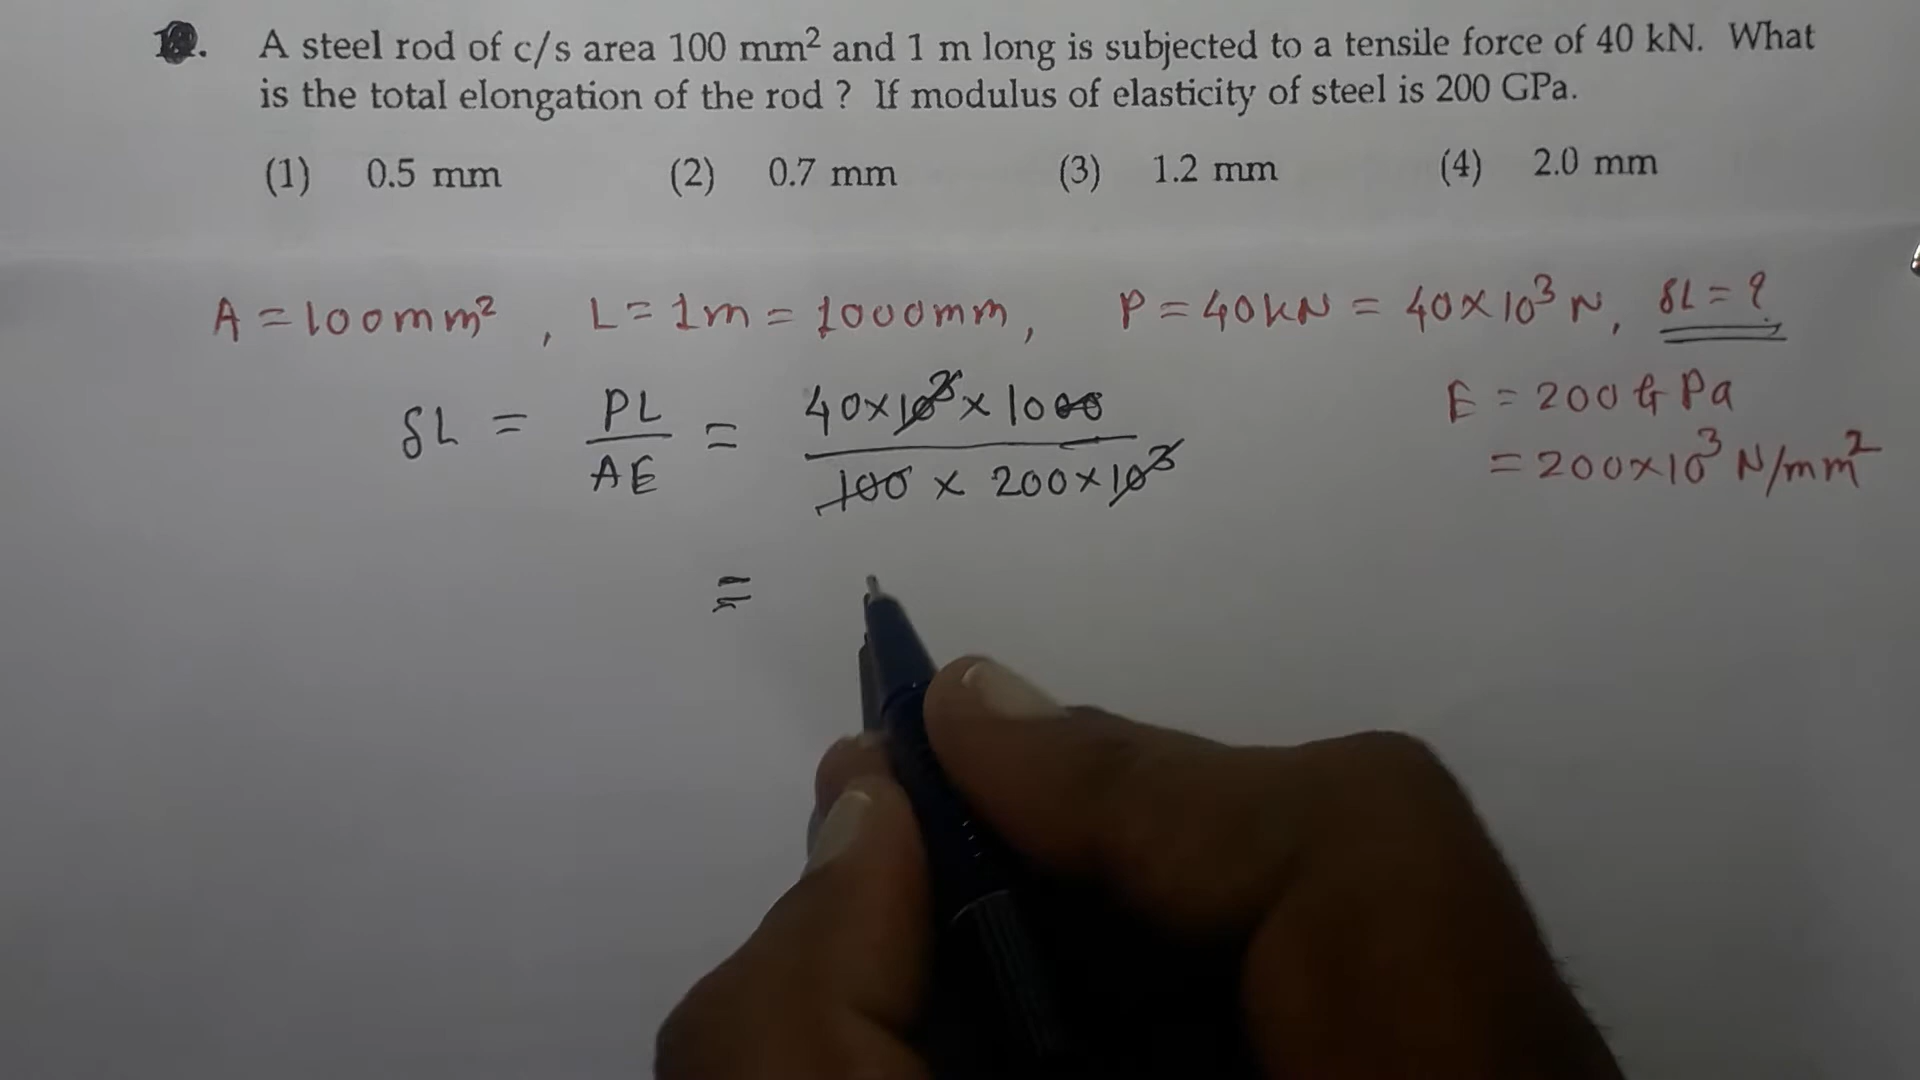 A steel rod of c/s area 100 mm² and 1 m long is subjected to a tensile force of 40 kN. What
is the total elongation of the rod ? If modulus of elasticity of steel is 200 GPa.
(1) 0.5 mm (2) 0.7 mm (3) 1.2 mm (4) 2.0 mm
A = 100mm² , L = 1m = 1000mm, P = 40kN = 40×10³ N, δL = ?
E = 200 GPa
= 200×10³ N/mm²
δL = PL/AE = 40×10³×1000 / 100 × 200×10³
=